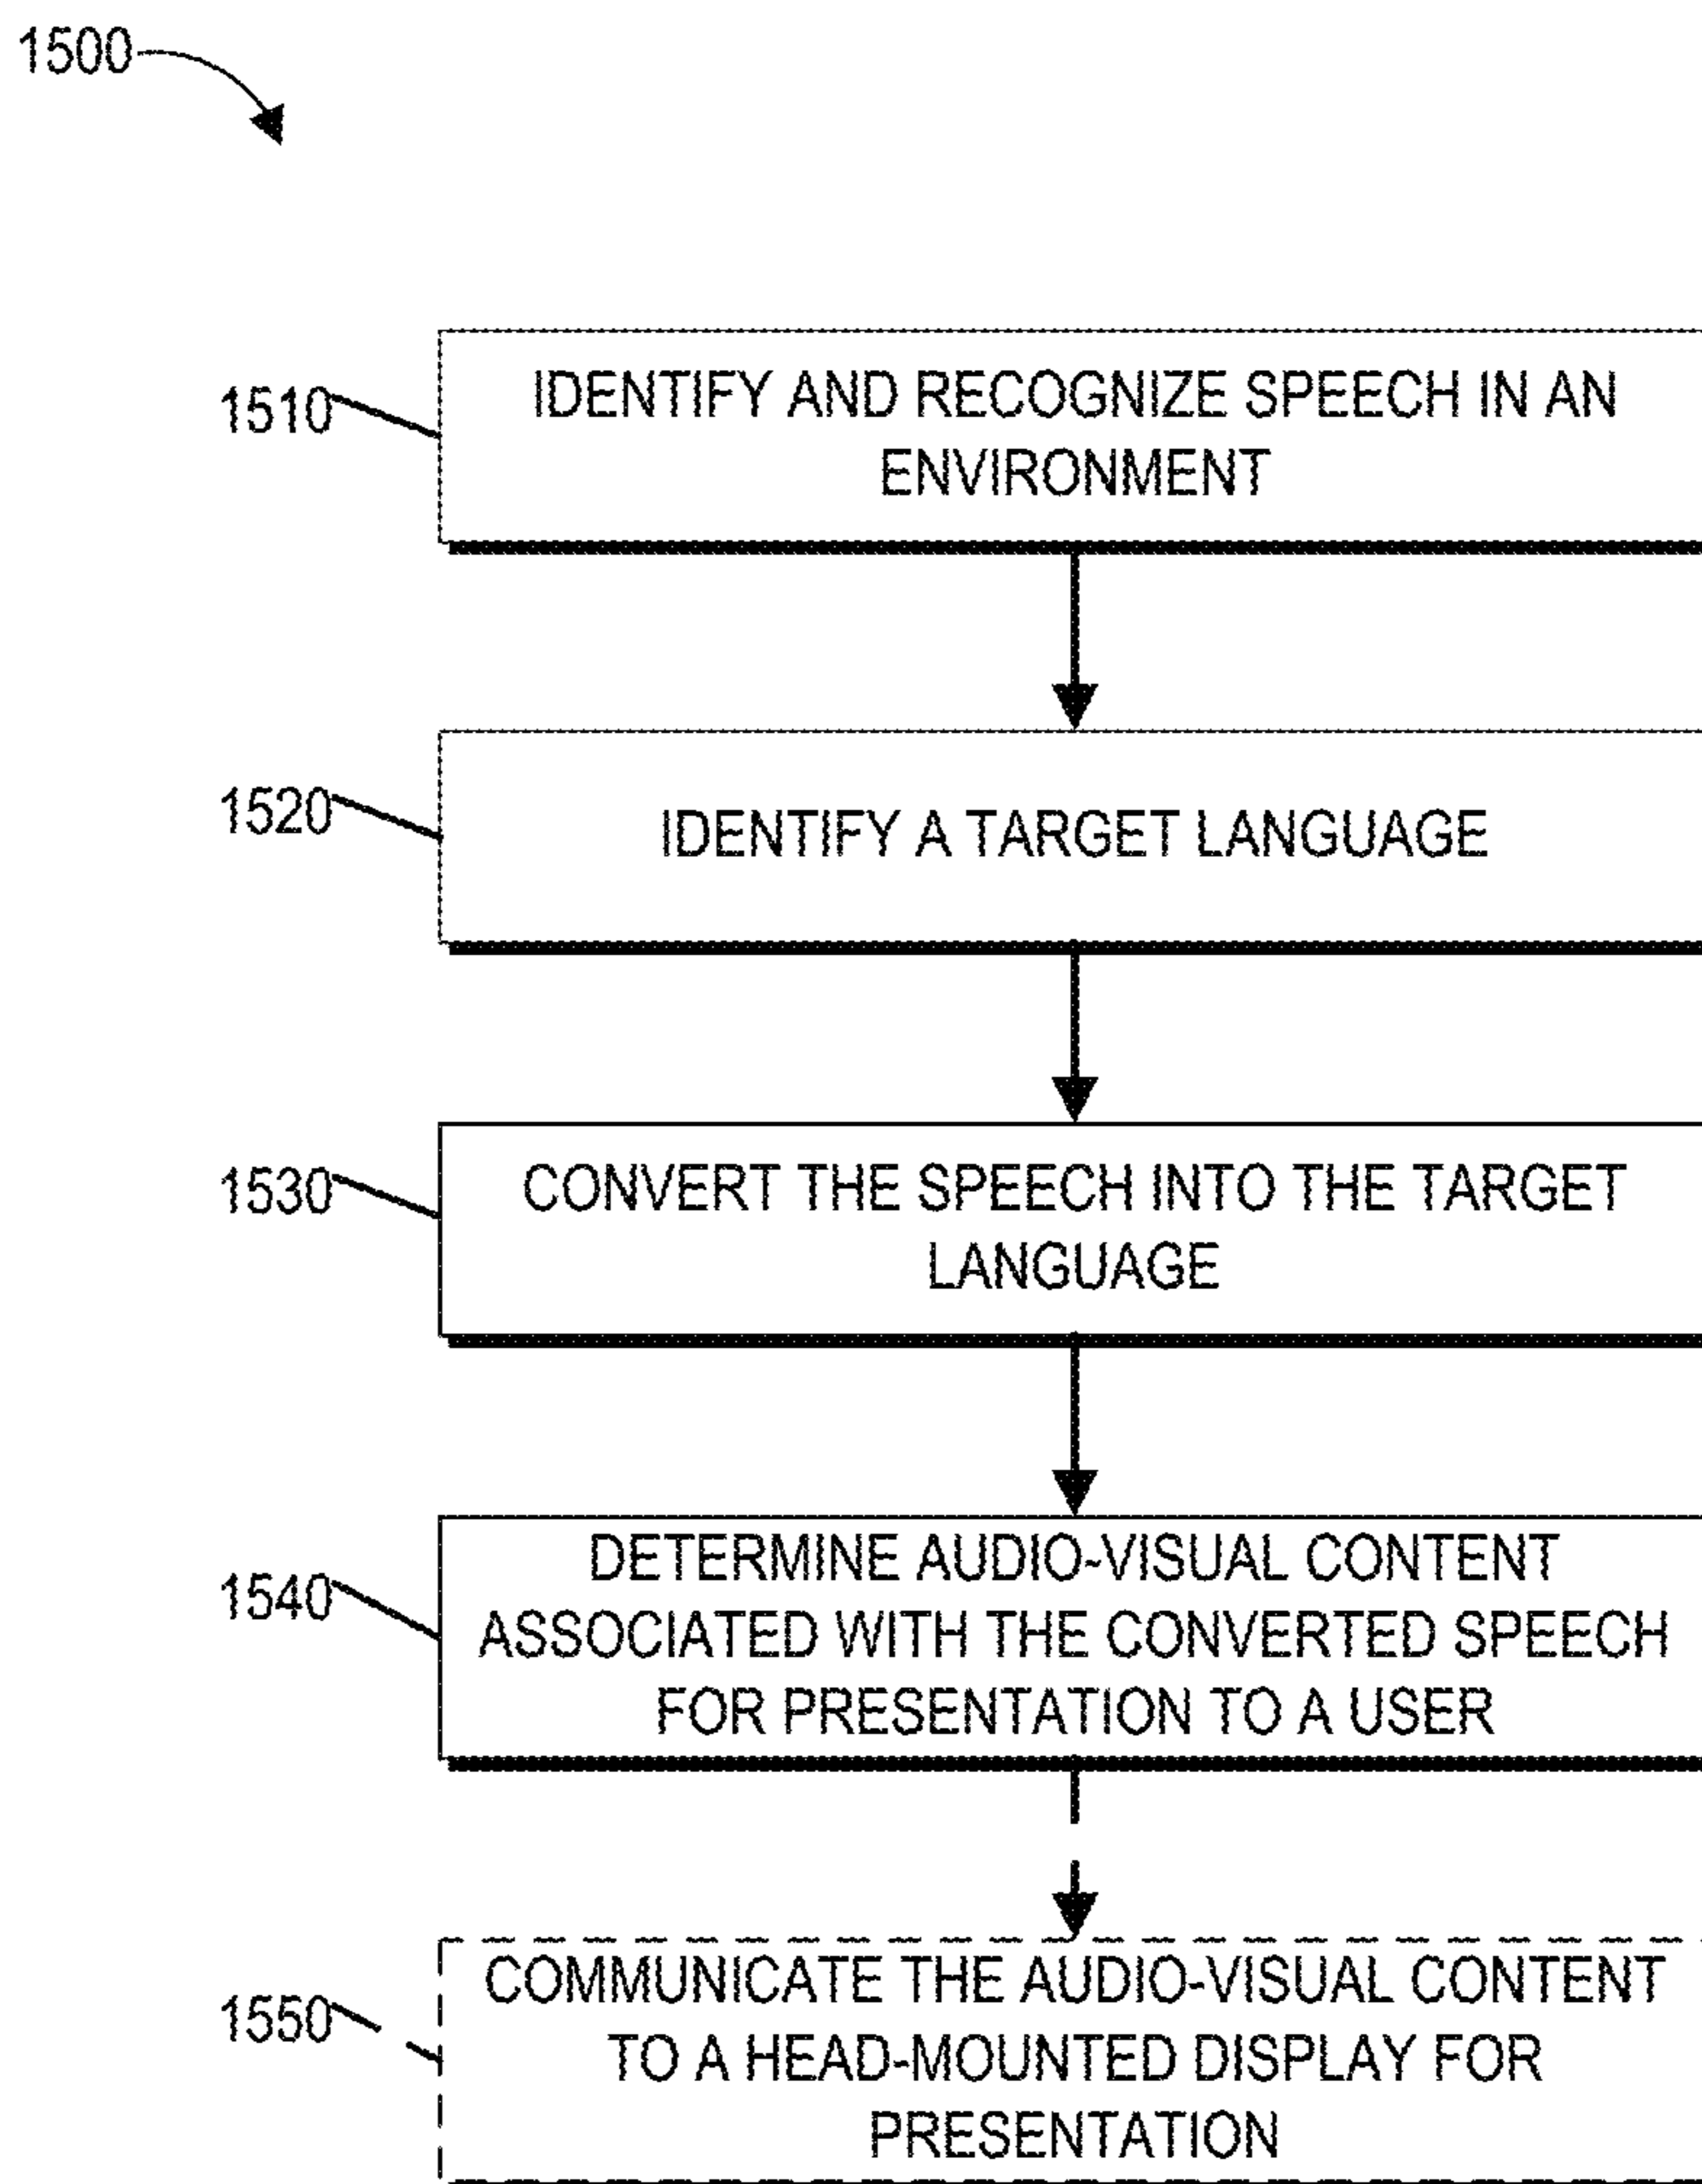 1500
1510
IDENTIFY AND RECOGNIZE SPEECH IN AN
ENVIRONMENT
1520
IDENTIFY A TARGET LANGUAGE
1530
CONVERT THE SPEECH INTO THE TARGET
LANGUAGE
1540
DETERMINE AUDIO-VISUAL CONTENT
ASSOCIATED WITH THE CONVERTED SPEECH
FOR PRESENTATION TO A USER
1550
COMMUNICATE THE AUDIO-VISUAL CONTENT
TO A HEAD-MOUNTED DISPLAY FOR
PRESENTATION